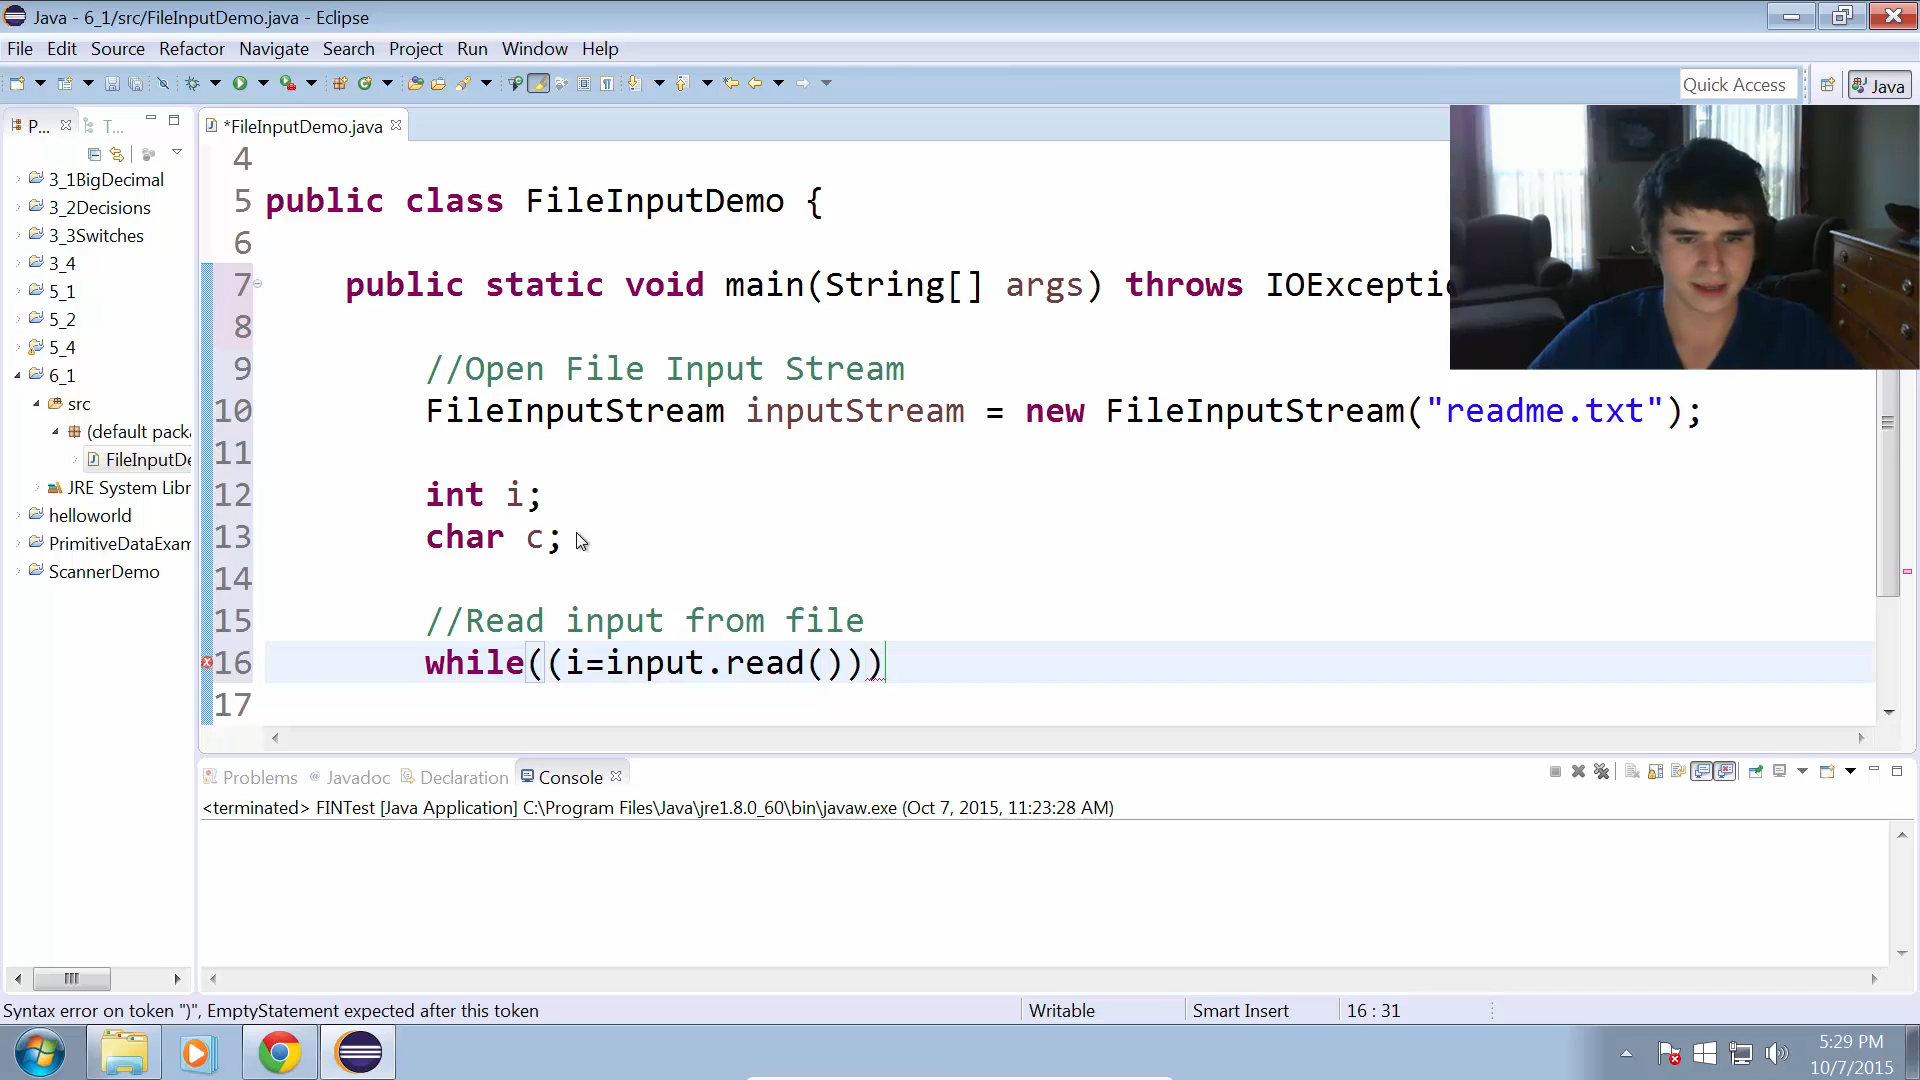 Java - 6_1/src/FileInputDemo.java - Eclipse
File Edit Source Refactor Navigate Search Project Run Window Help
Quick Access
Java
P...
T...
*FileInputDemo.java
3_1BigDecimal
3_2Decisions
3_3Switches
3_4
5_1
5_2
5_4
6_1
src
(default pack
FileInputDe
JRE System Libr
helloworld
PrimitiveDataExam
ScannerDemo
4
5 public class FileInputDemo {
6
7 public static void main(String[] args) throws IOExceptio
8
9 //Open File Input Stream
10 FileInputStream inputStream = new FileInputStream("readme.txt");
11
12 int i;
13 char c;
14
15 //Read input from file
16 while((i=input.read()))
17
Problems Javadoc Declaration Console
<terminated> FINTest [Java Application] C:\Program Files\Java\jre1.8.0_60\bin\javaw.exe (Oct 7, 2015, 11:23:28 AM)
Syntax error on token ")", EmptyStatement expected after this token
Writable
Smart Insert
16 : 31
5:29 PM
10/7/2015